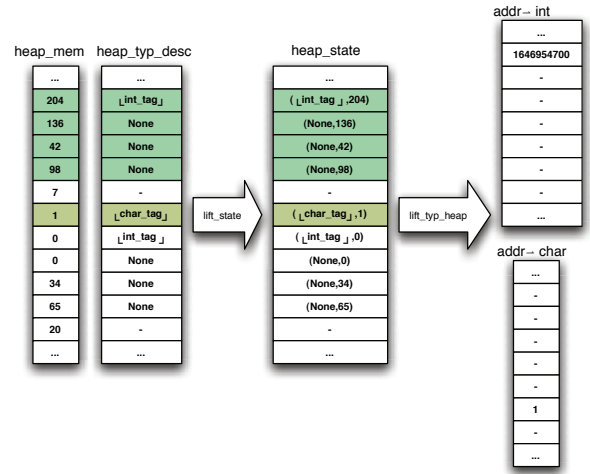 heap_mem
...
204
136
42
98
7
1
0
0
34
65
20
...
heap_typ_desc
...
⌞int_tag⌟
None
None
None
-
⌞char_tag⌟
⌞int_tag⌟
None
None
None
-
...
lift_state
heap_state
...
(⌞int_tag⌟,204)
(None,136)
(None,42)
(None,98)
-
(⌞char_tag⌟,1)
(⌞int_tag⌟,0)
(None,0)
(None,34)
(None,65)
-
...
lift_typ_heap
addr⇀ int
...
1646954700
-
-
-
-
-
-
...
addr⇀ char
...
-
-
-
-
-
1
-
...